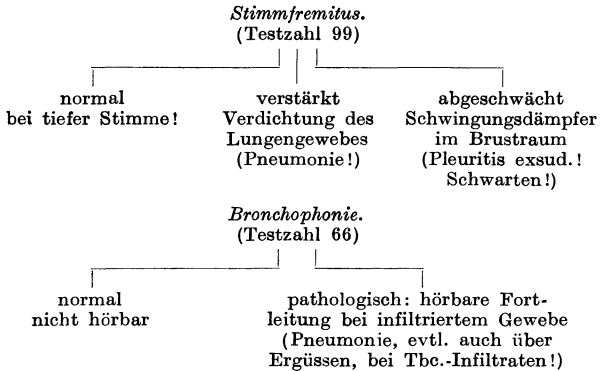 Stimmfremitus.
(Testzahl 99)
normal
bei tiefer Stimme!
verstärkt
Verdichtung des
Lungengewebes
(Pneumonie!)
abgeschwächt
Schwingungsdämpfer
im Brustraum
(Pleuritis exsud.!
Schwarten!)
Bronchophonie.
(Testzahl 66)
normal
nicht hörbar
pathologisch: hörbare Fort-
leitung bei infiltriertem Gewebe
(Pneumonie, evtl. auch über
Ergüssen, bei Tbc.-Infiltraten!)